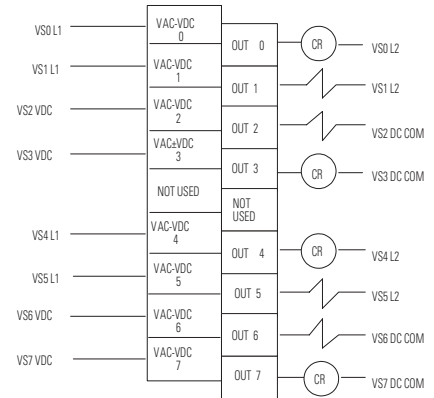 VS0 L1
VAC-VDC
0
OUT 0
CR
VS0 L2
VS1 L1
VAC-VDC
1
OUT 1
VS1 L2
VS2 VDC
VAC-VDC
2
OUT 2
VS2 DC COM
VS3 VDC
VAC±VDC
3
OUT 3
CR
VS3 DC COM
NOT USED
NOT
USED
VS4 L1
VAC-VDC
4
OUT 4
CR
VS4 L2
VS5 L1
VAC-VDC
5
OUT 5
VS5 L2
VS6 VDC
VAC-VDC
6
OUT 6
VS6 DC COM
VS7 VDC
VAC-VDC
7
OUT 7
CR
VS7 DC COM